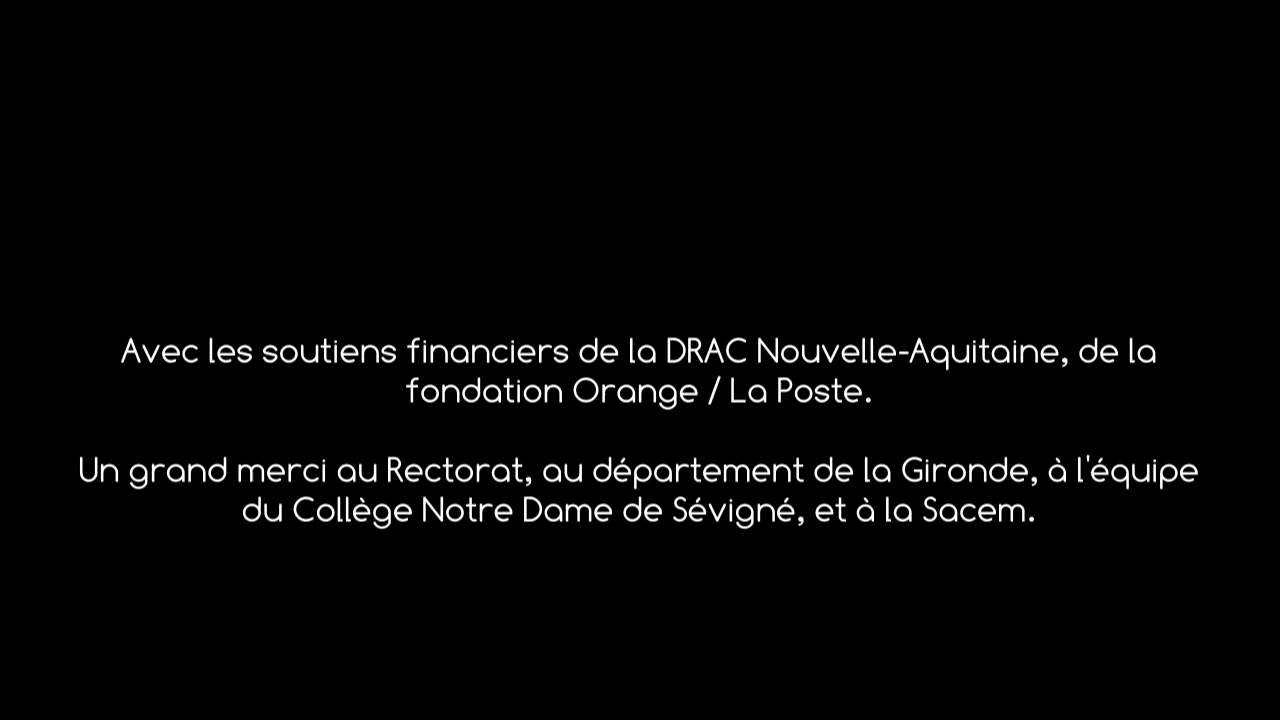 Avec les soutiens financiers de la DRAC Nouvelle-Aquitaine, de la
fondation Orange / La Poste.
Un grand merci au Rectorat, au département de la Gironde, à l'équipe
du Collège Notre Dame de Sévigné, et à la Sacem.